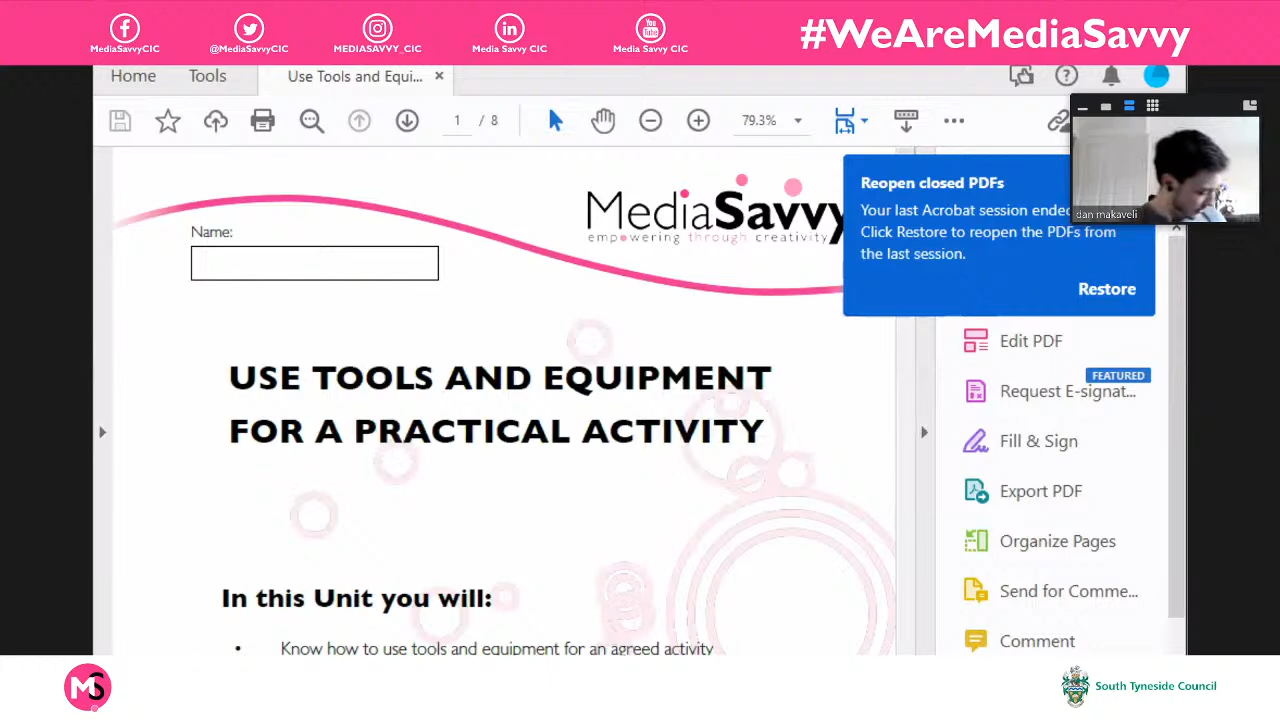 MediaSavvyCIC
@MediaSavvyCIC
MEDIASAVVY_CIC
Media Savvy CIC
You
Tube
Media Savvy CIC
#WeAreMediaSavvy
Home Tools Use Tools and Equi...
1 / 8 79.3%
Name:
MediaSavvy
empowering through creativity
Reopen closed PDFs
Your last Acrobat session ended
Click Restore to reopen the PDFs from
the last session.
Restore
dan makaveli
USE TOOLS AND EQUIPMENT
FOR A PRACTICAL ACTIVITY
In this Unit you will:
• Know how to use tools and equipment for an agreed activity
Edit PDF
FEATURED
Request E-signat...
Fill & Sign
Export PDF
Organize Pages
Send for Comme...
Comment
MS
South Tyneside Council